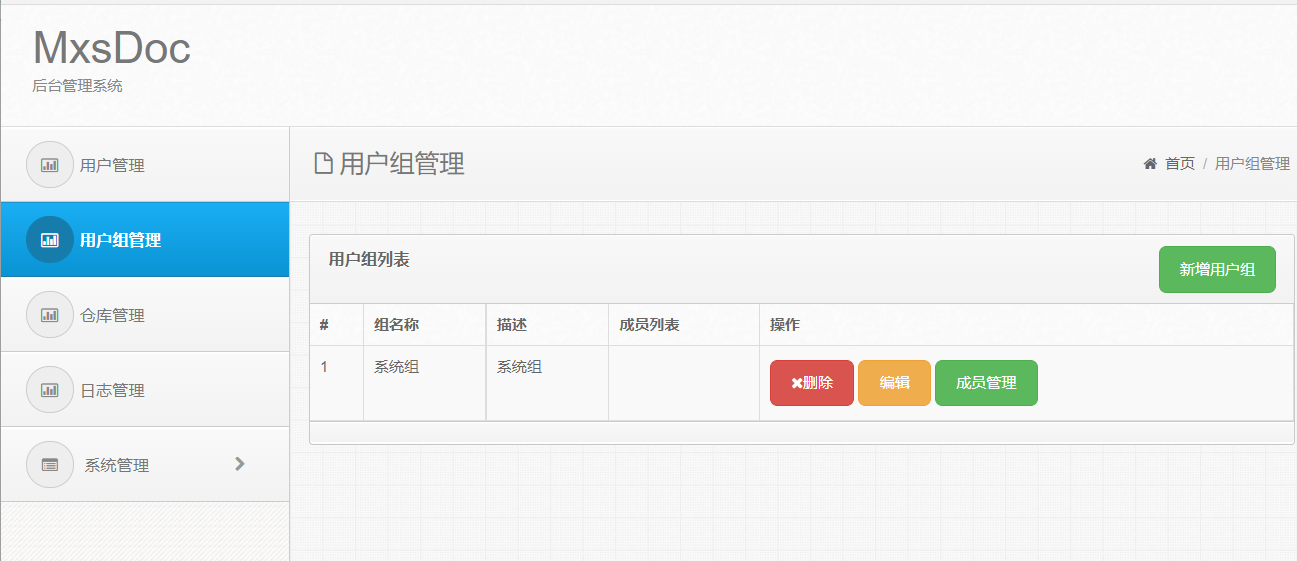 MxsDoc
后台管理系统
用户管理
用户组管理
仓库管理
日志管理
系统管理
用户组管理
首页 / 用户组管理
用户组列表
新增用户组
# 组名称 描述 成员列表 操作
1 系统组 系统组 删除 编辑 成员管理